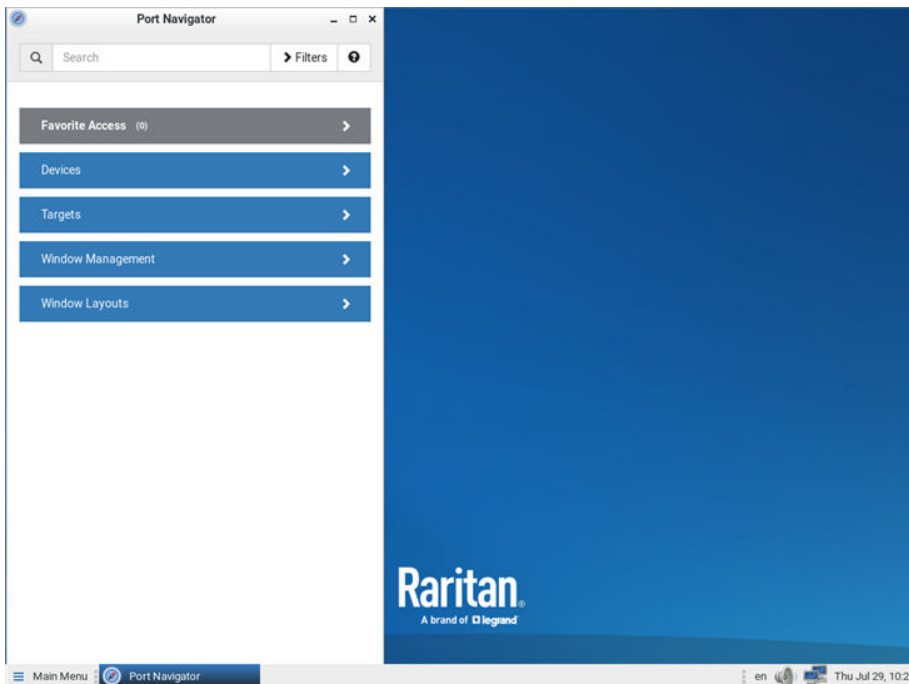 Port Navigator
Search
Filters
Favorite Access (0)
Devices
Targets
Window Management
Window Layouts
Raritan®
A brand of legrand
Main Menu Port Navigator en Thu Jul 29, 10:2